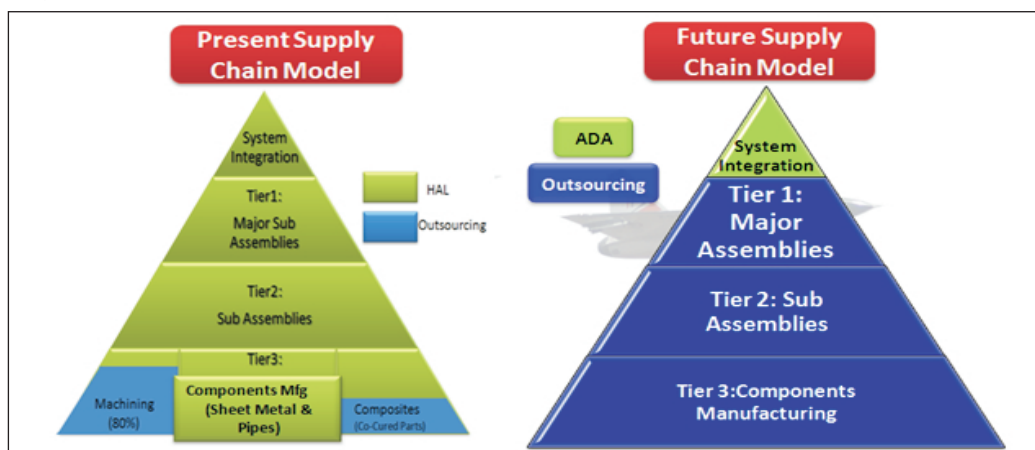 Present Supply
Chain Model
System
Integration
Tier1:
Major Sub
Assemblies
Tier2:
Sub Assemblies
Tier3:
Components Mfg
(Sheet Metal &
Pipes)
Machining
(80%)
Composites
(Co-Cured Parts)
HAL
Outsourcing
Future Supply
Chain Model
ADA
Outsourcing
System
Integration
Tier 1:
Major
Assemblies
Tier 2: Sub
Assemblies
Tier 3:Components
Manufacturing